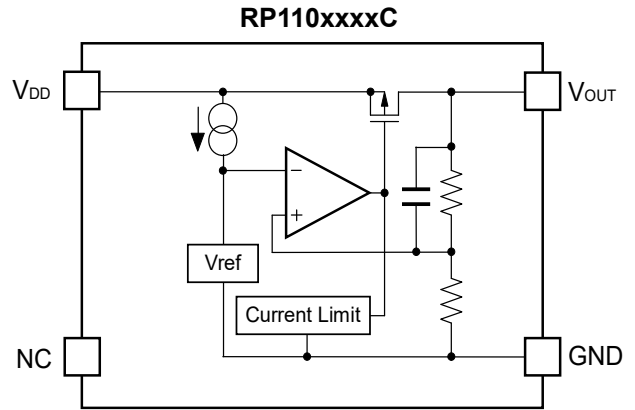 RP110xxxxC
VDD
VOUT
−
+
Vref
Current Limit
NC
GND